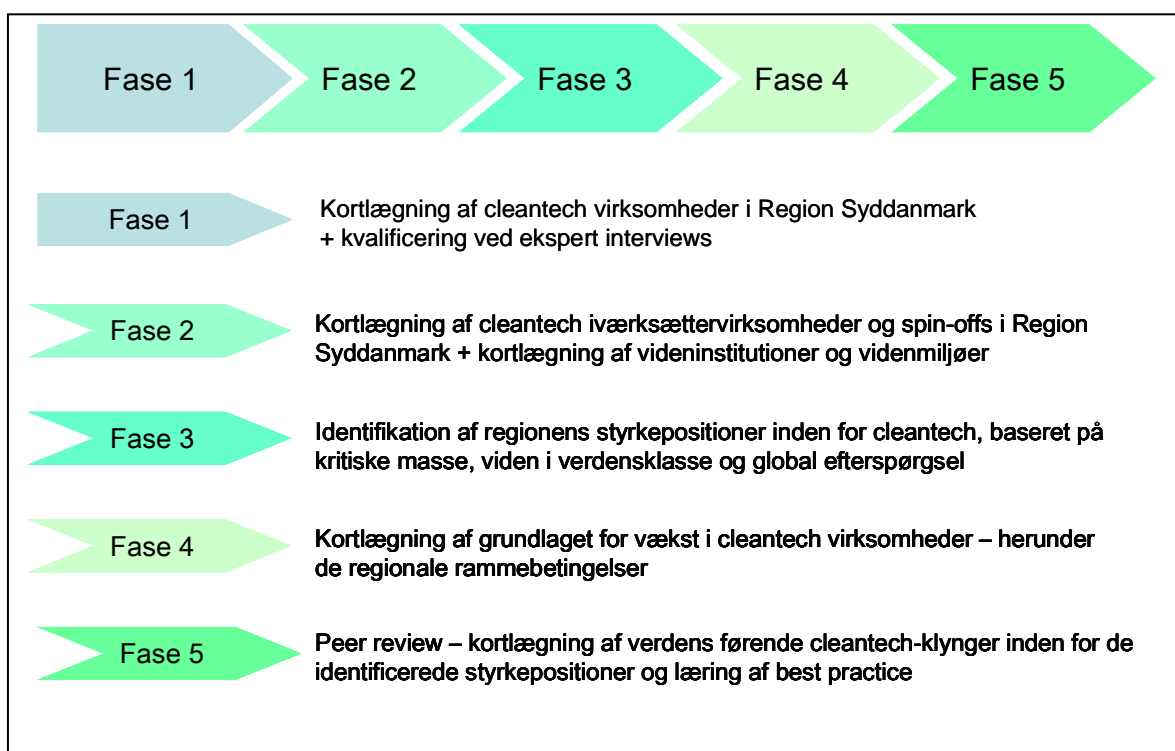 Fase 1
Fase 2
Fase 3
Fase 4
Fase 5
Fase 1
Kortlægning af cleantech virksomheder i Region Syddanmark
+ kvalificering ved ekspert interviews
Fase 2
Kortlægning af cleantech iværksættervirksomheder og spin-offs i Region
Syddanmark + kortlægning af videninstitutioner og videnmiljøer
Fase 3
Identifikation af regionens styrkepositioner inden for cleantech, baseret på
kritiske masse, viden i verdensklasse og global efterspørgsel
Fase 4
Kortlægning af grundlaget for vækst i cleantech virksomheder – herunder
de regionale rammebetingelser
Fase 5
Peer review – kortlægning af verdens førende cleantech-klynger inden for de
identificerede styrkepositioner og læring af best practice